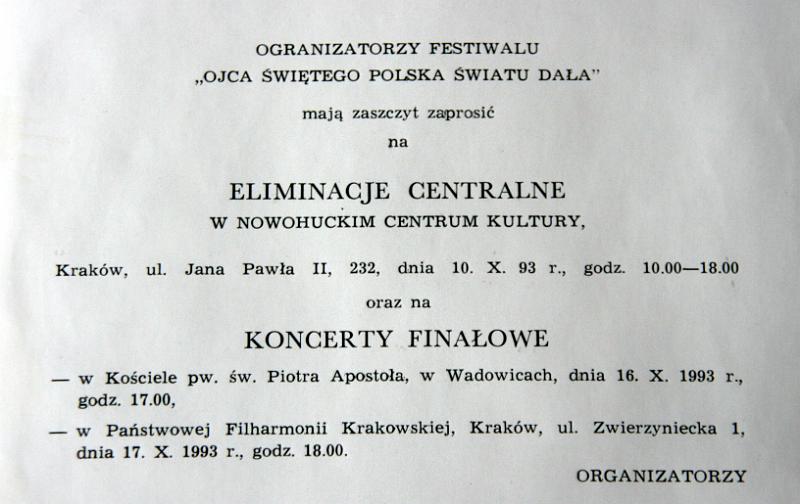 OGRANIZATORZY FESTIWALU
„OJCA ŚWIĘTEGO POLSKA ŚWIATU DAŁA”
mają zaszczyt zaprosić
na
ELIMINACJE CENTRALNE
W NOWOHUCKIM CENTRUM KULTURY,
Kraków, ul. Jana Pawła II, 232, dnia 10. X. 93 r., godz. 10.00—18.00
oraz na
KONCERTY FINAŁOWE
— w Kościele pw. św. Piotra Apostoła, w Wadowicach, dnia 16. X. 1993 r.,
godz. 17.00,
— w Państwowej Filharmonii Krakowskiej, Kraków, ul. Zwierzyniecka 1,
dnia 17. X. 1993 r., godz. 18.00.
ORGANIZATORZY